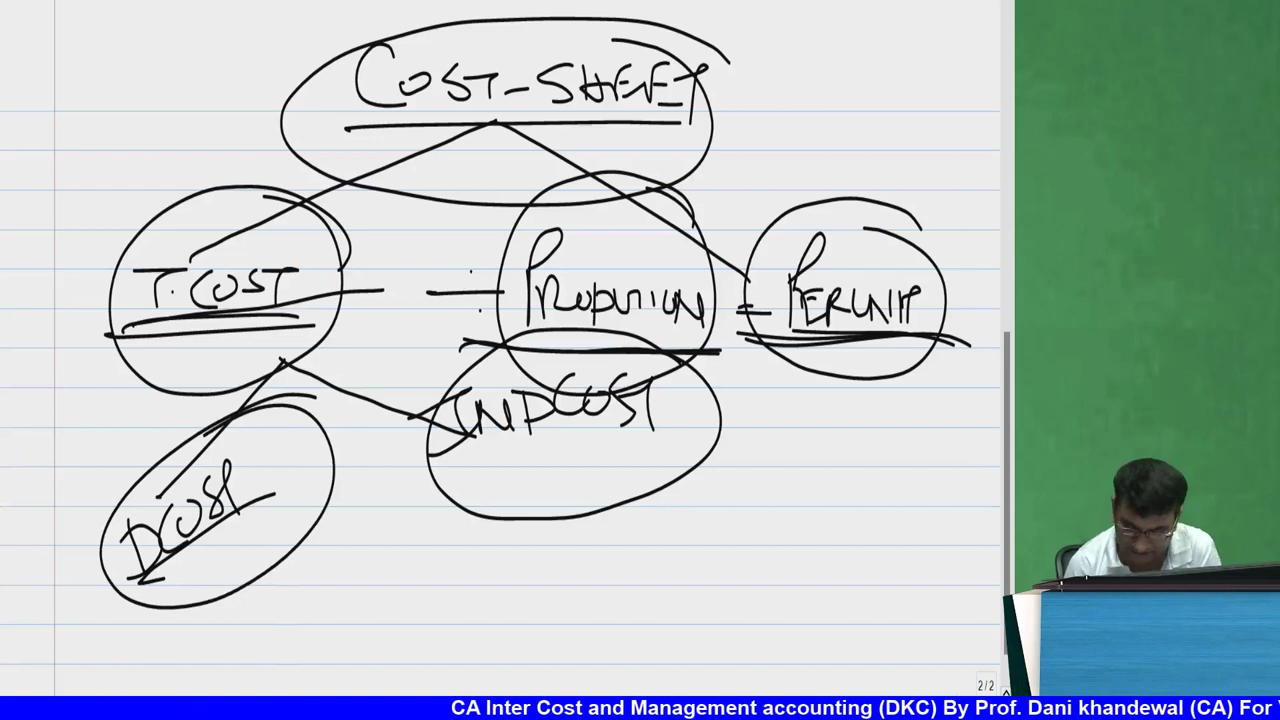 COST-SHEET
T.COST ÷ PRODUTION = PERUNIT
INDCOST
DCOST
2/2
CA Inter Cost and Management accounting (DKC) By Prof. Dani khandewal (CA) For